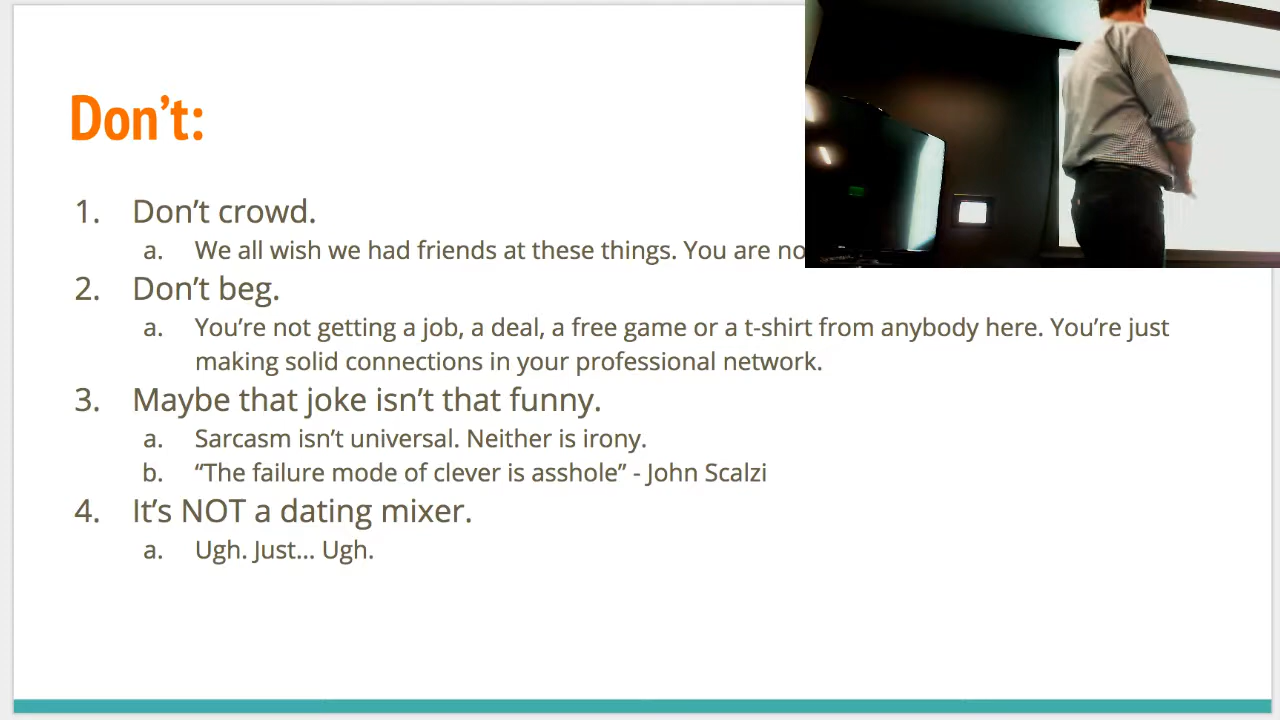 Don't:
1. Don't crowd.
a. We all wish we had friends at these things. You are
2. Don't beg.
a. You're not getting a job, a deal, a free game or a t-shirt from anybody here. You're just
making solid connections in your professional network.
3. Maybe that joke isn't that funny.
a. Sarcasm isn't universal. Neither is irony.
b. “The failure mode of clever is asshole” - John Scalzi
4. It's NOT a dating mixer.
a. Ugh. Just... Ugh.